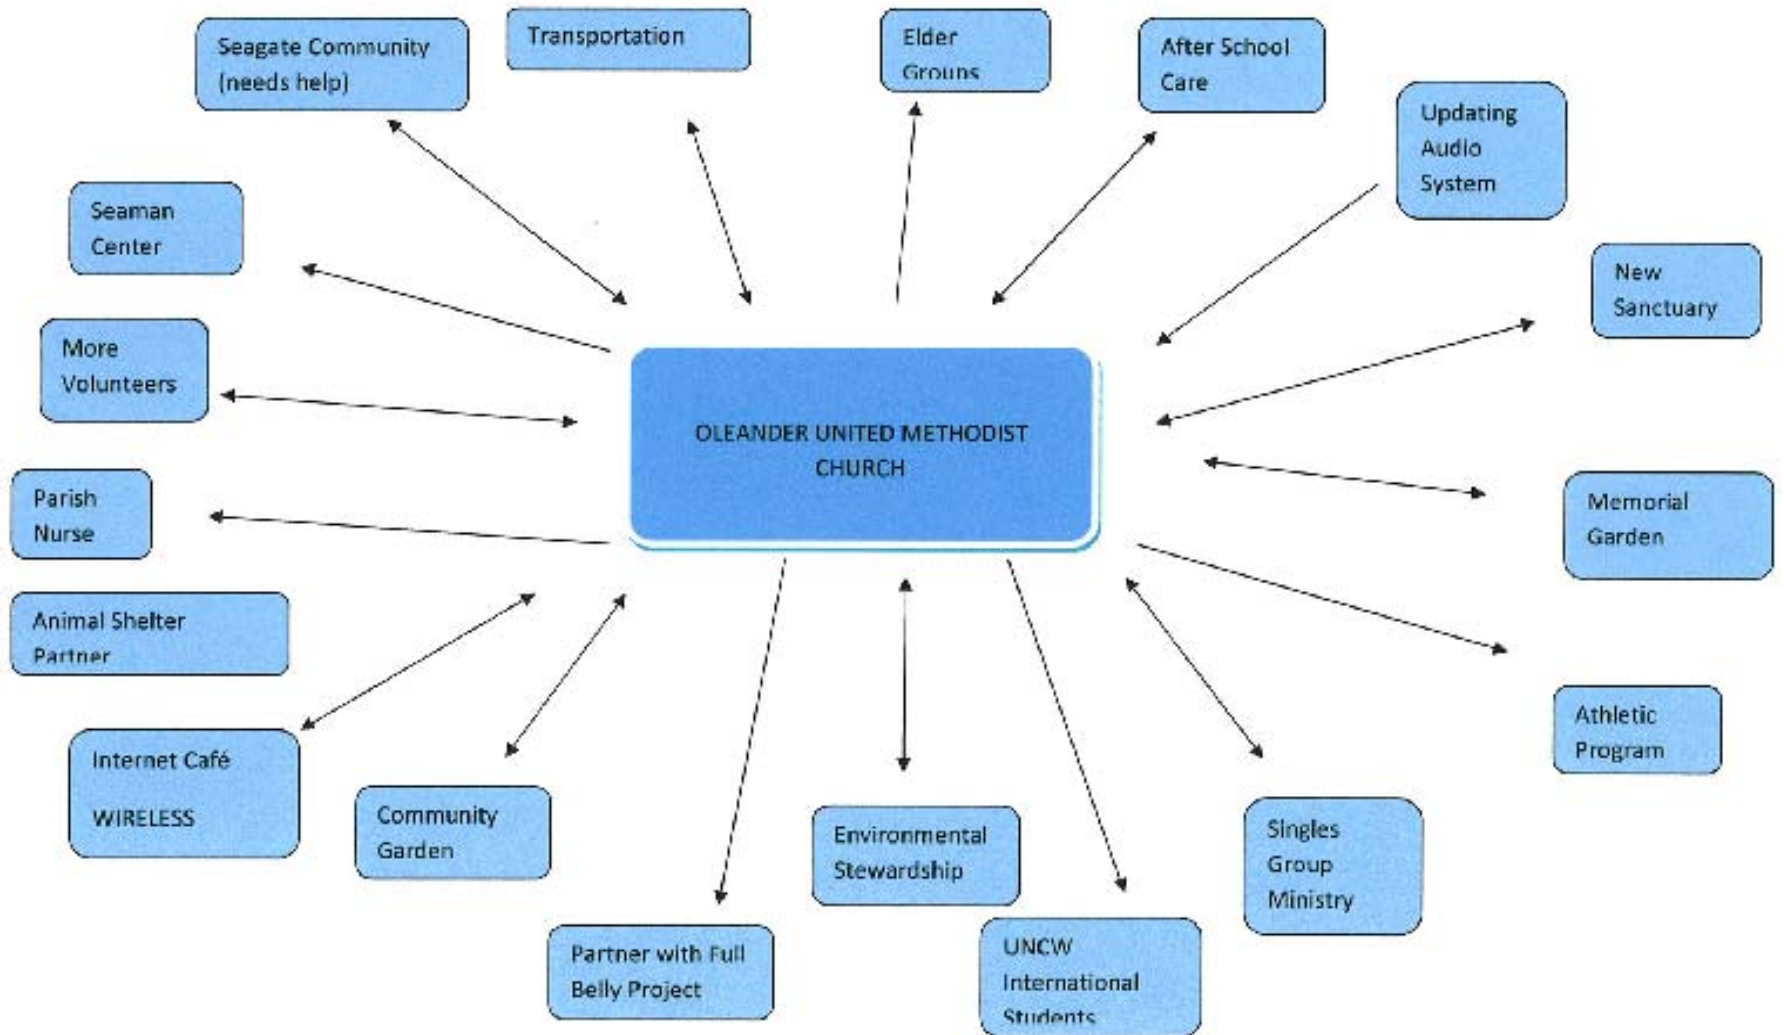 Seagate Community
(needs help)
Transportation
Elder
Groups
After School
Care
Updating
Audio
System
Seaman
Center
New
Sanctuary
More
Volunteers
OLEANDER UNITED METHODIST
CHURCH
Parish
Nurse
Memorial
Garden
Animal Shelter
Partner
Athletic
Program
Internet Café
WIRELESS
Community
Garden
Environmental
Stewardship
Singles
Group
Ministry
Partner with Full
Belly Project
UNCW
International
Students